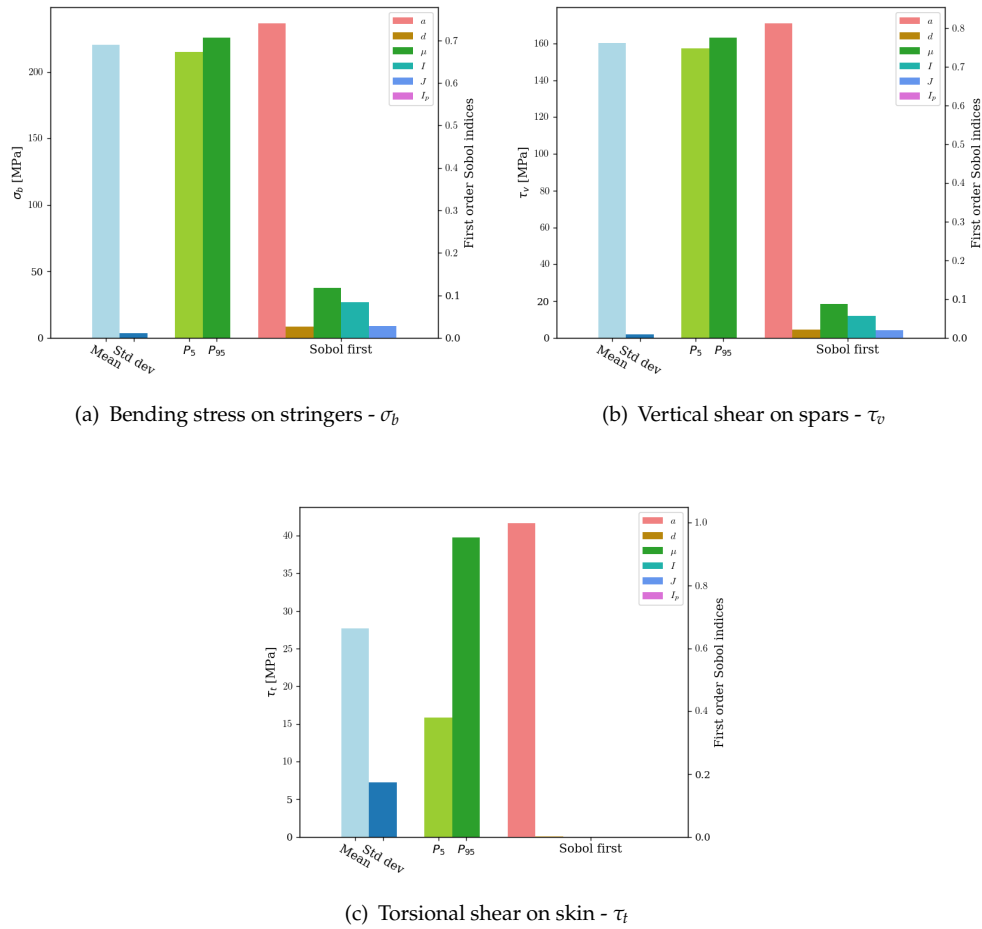 σ_b [MPa]
200
150
100
50
0
Mean
Std dev
P_5
P_95
Sobol first
a
d
μ
I
J
I_p
0.7
0.6
0.5
0.4
0.3
0.2
0.1
0.0
First order Sobol indices
(a) Bending stress on stringers - σ_b
τ_v [MPa]
160
140
120
100
80
60
40
20
0
Mean
Std dev
P_5
P_95
Sobol first
a
d
μ
I
J
I_p
0.8
0.7
0.6
0.5
0.4
0.3
0.2
0.1
0.0
First order Sobol indices
(b) Vertical shear on spars - τ_v
τ_t [MPa]
40
35
30
25
20
15
10
5
0
Mean
Std dev
P_5
P_95
Sobol first
a
d
μ
I
J
I_p
1.0
0.8
0.6
0.4
0.2
0.0
First order Sobol indices
(c) Torsional shear on skin - τ_t